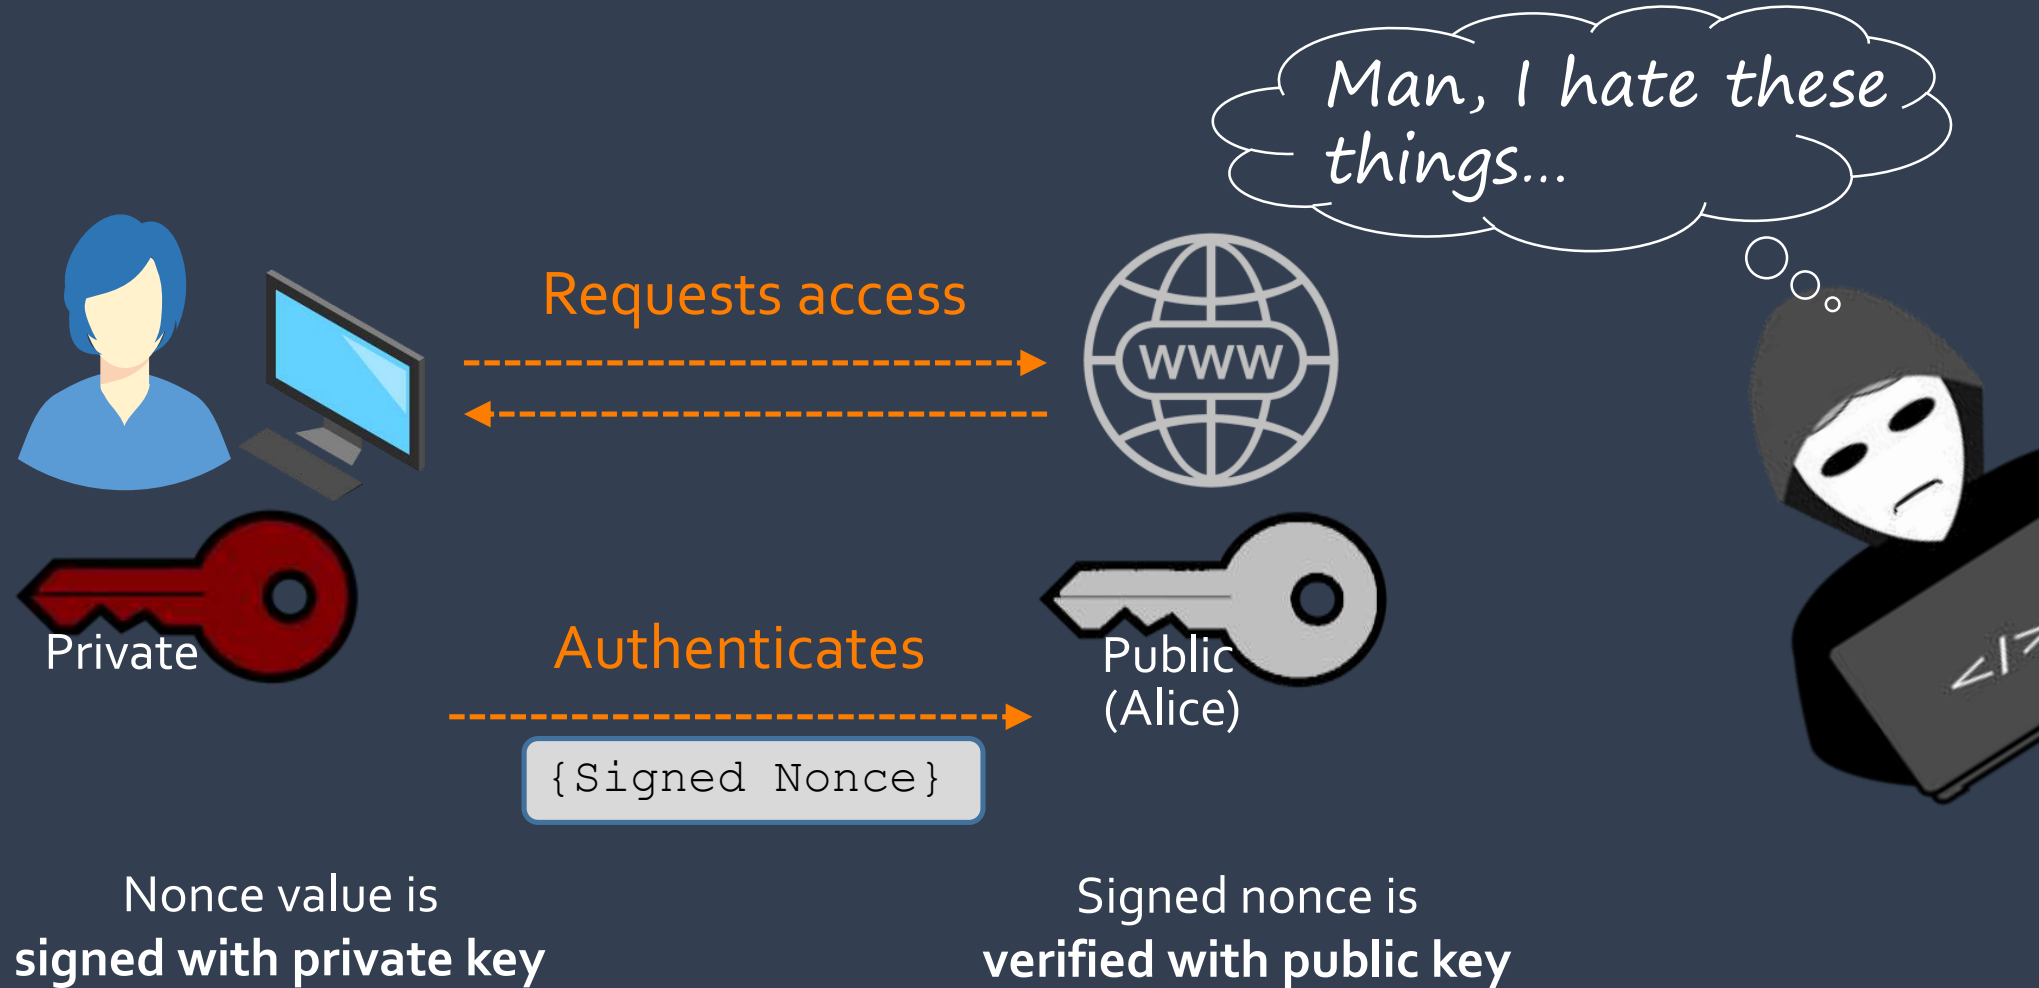 Man, I hate these
things...
Requests access
WWW
Private
Authenticates
Public
(Alice)
{Signed Nonce}
</>
Nonce value is
signed with private key
Signed nonce is
verified with public key